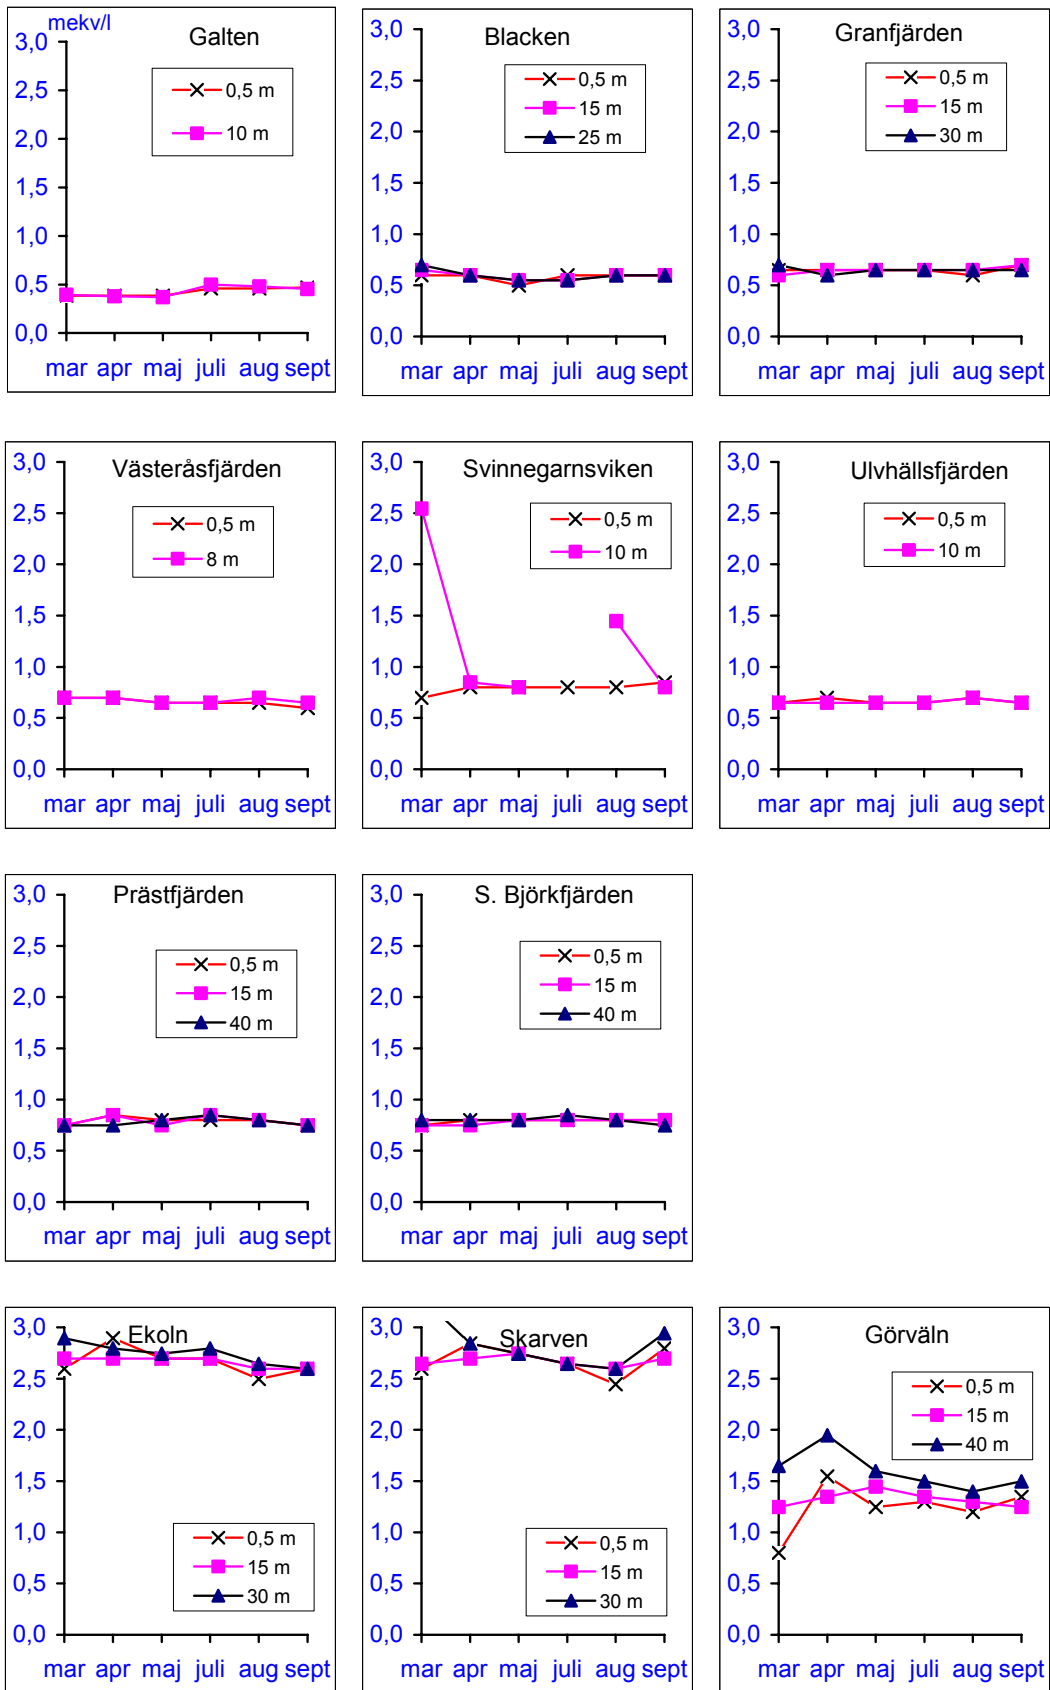 mekv/l
Galten
3,0
2,5
2,0
1,5
1,0
0,5
0,0
0,5 m
10 m
mar apr maj juli aug sept
Blacken
3,0
2,5
2,0
1,5
1,0
0,5
0,0
0,5 m
15 m
25 m
mar apr maj juli aug sept
Granfjärden
3,0
2,5
2,0
1,5
1,0
0,5
0,0
0,5 m
15 m
30 m
mar apr maj juli aug sept
Västeråsfjärden
3,0
2,5
2,0
1,5
1,0
0,5
0,0
0,5 m
8 m
mar apr maj juli aug sept
Svinnegarnsviken
3,0
2,5
2,0
1,5
1,0
0,5
0,0
0,5 m
10 m
mar apr maj juli aug sept
Ulvhällsfjärden
3,0
2,5
2,0
1,5
1,0
0,5
0,0
0,5 m
10 m
mar apr maj juli aug sept
Prästfjärden
3,0
2,5
2,0
1,5
1,0
0,5
0,0
0,5 m
15 m
40 m
mar apr maj juli aug sept
S. Björkfjärden
3,0
2,5
2,0
1,5
1,0
0,5
0,0
0,5 m
15 m
40 m
mar apr maj juli aug sept
Ekoln
3,0
2,5
2,0
1,5
1,0
0,5
0,0
0,5 m
15 m
30 m
mar apr maj juli aug sept
Skarven
3,0
2,5
2,0
1,5
1,0
0,5
0,0
0,5 m
15 m
30 m
mar apr maj juli aug sept
Görväln
3,0
2,5
2,0
1,5
1,0
0,5
0,0
0,5 m
15 m
40 m
mar apr maj juli aug sept